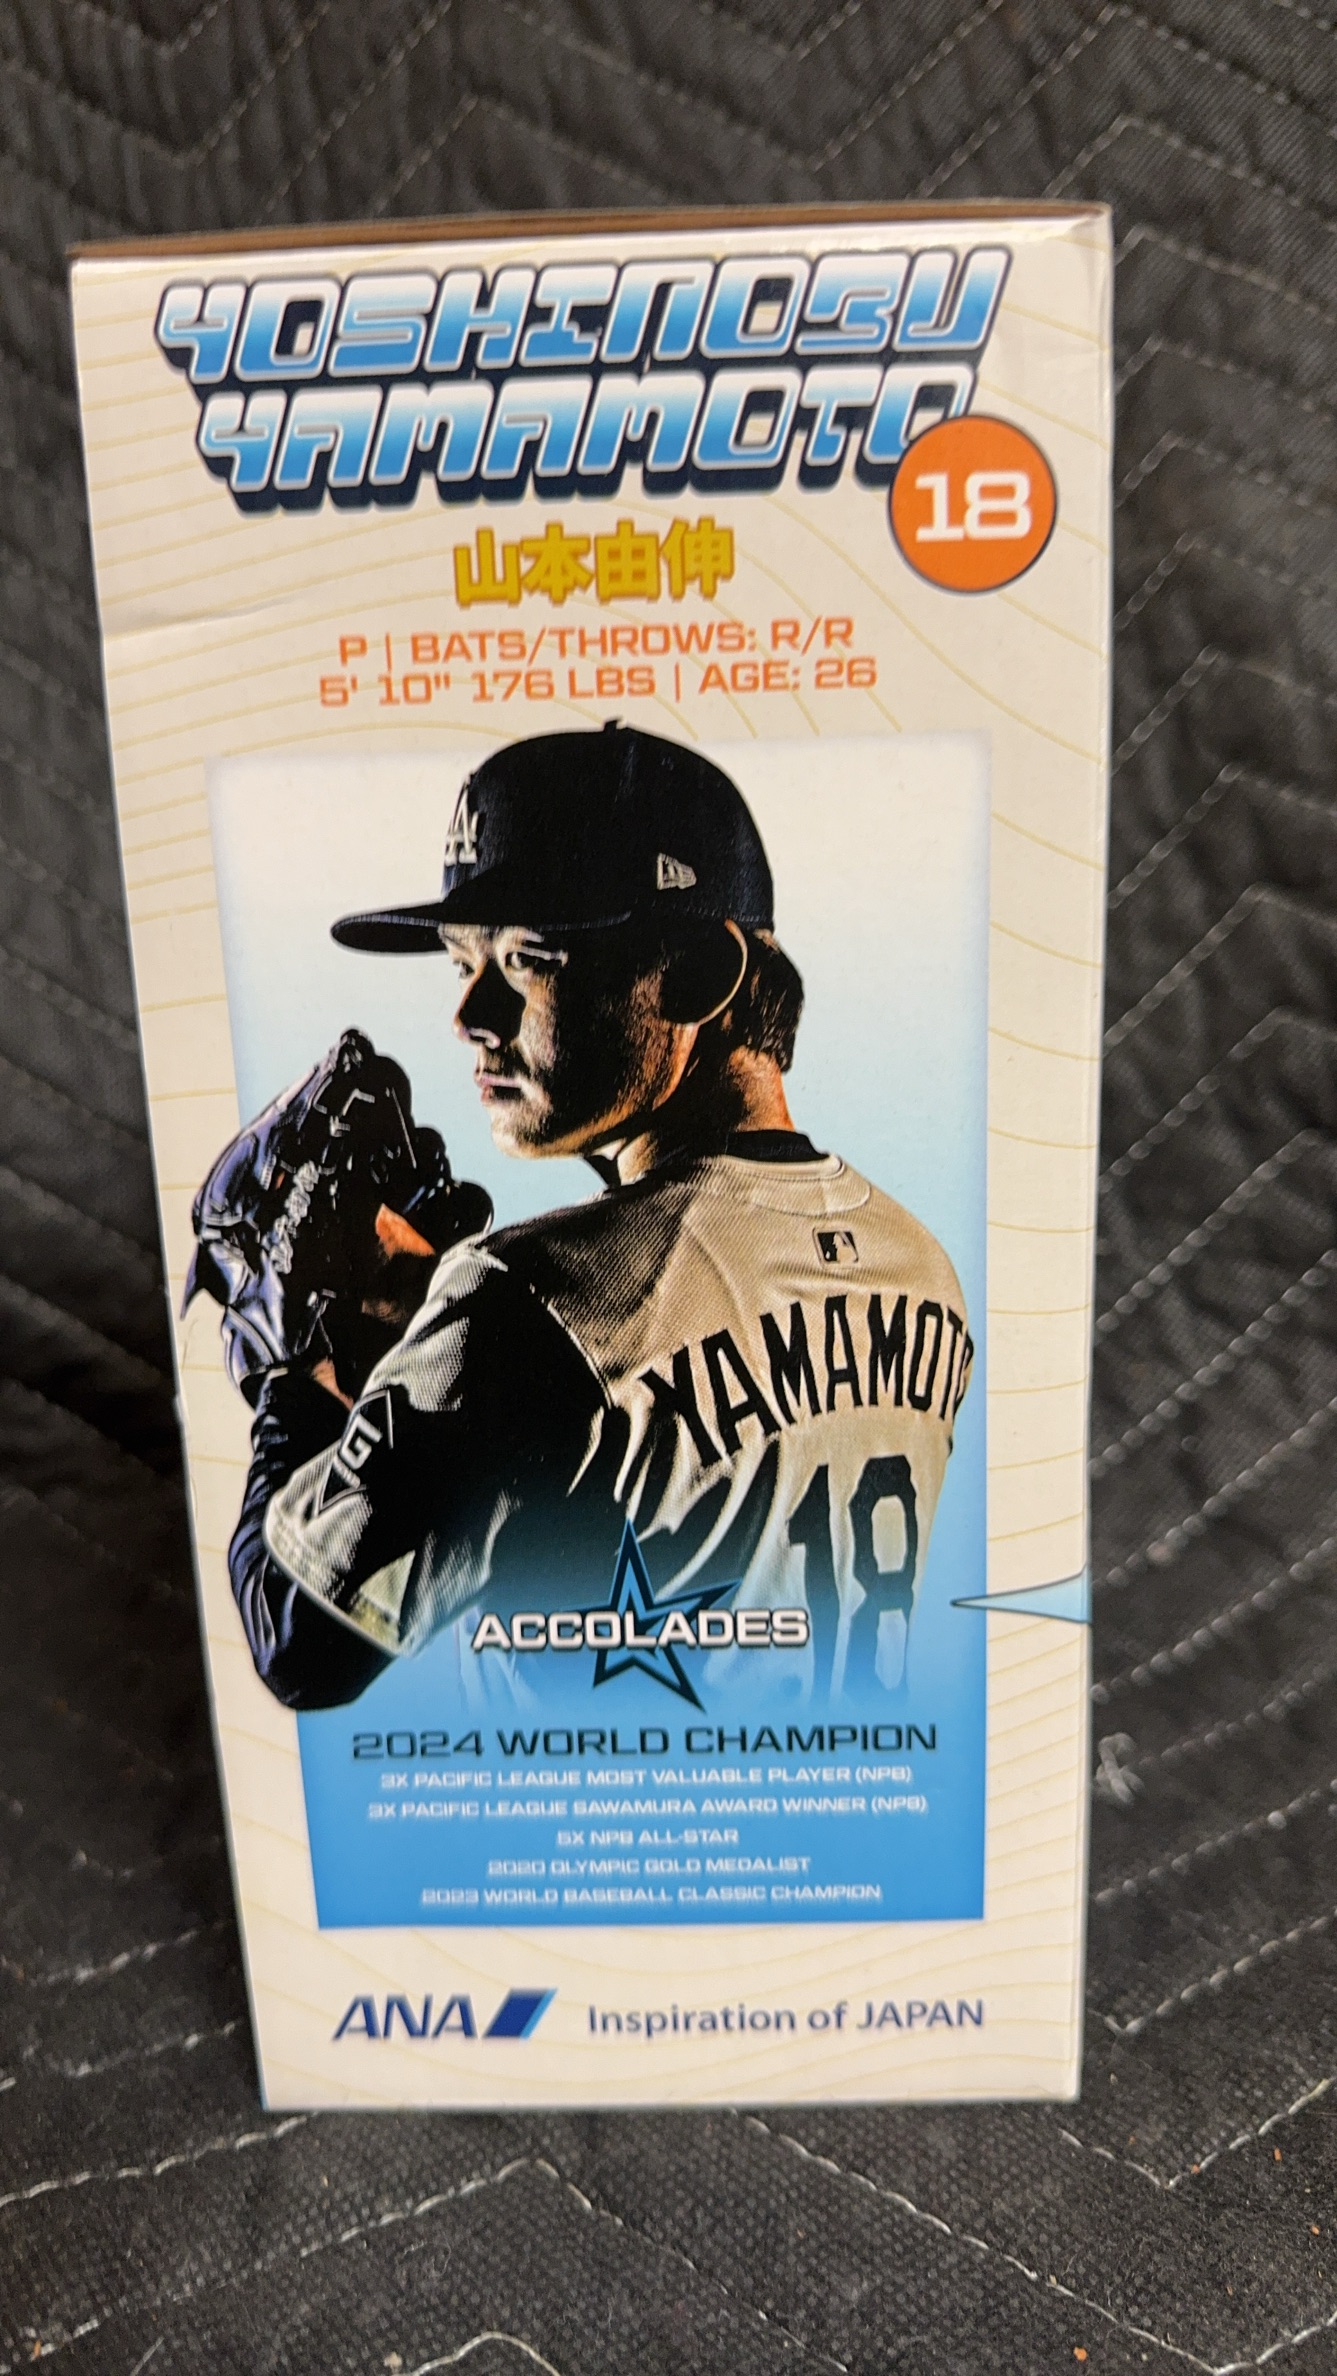 YOSHINOBU
YAMAMOTO
18
山本由伸
P | BATS/THROWS: R/R
5' 10" 176 LBS | AGE: 26
LA
G
YAMAMOTO
18
ACCOLADES
2024 WORLD CHAMPION
3X PACIFIC LEAGUE MOST VALUABLE PLAYER (NPB)
3X PACIFIC LEAGUE SAWAMURA AWARD WINNER (NPB)
5X NPB ALL-STAR
2020 OLYMPIC GOLD MEDALIST
2023 WORLD BASEBALL CLASSIC CHAMPION
ANA Inspiration of JAPAN